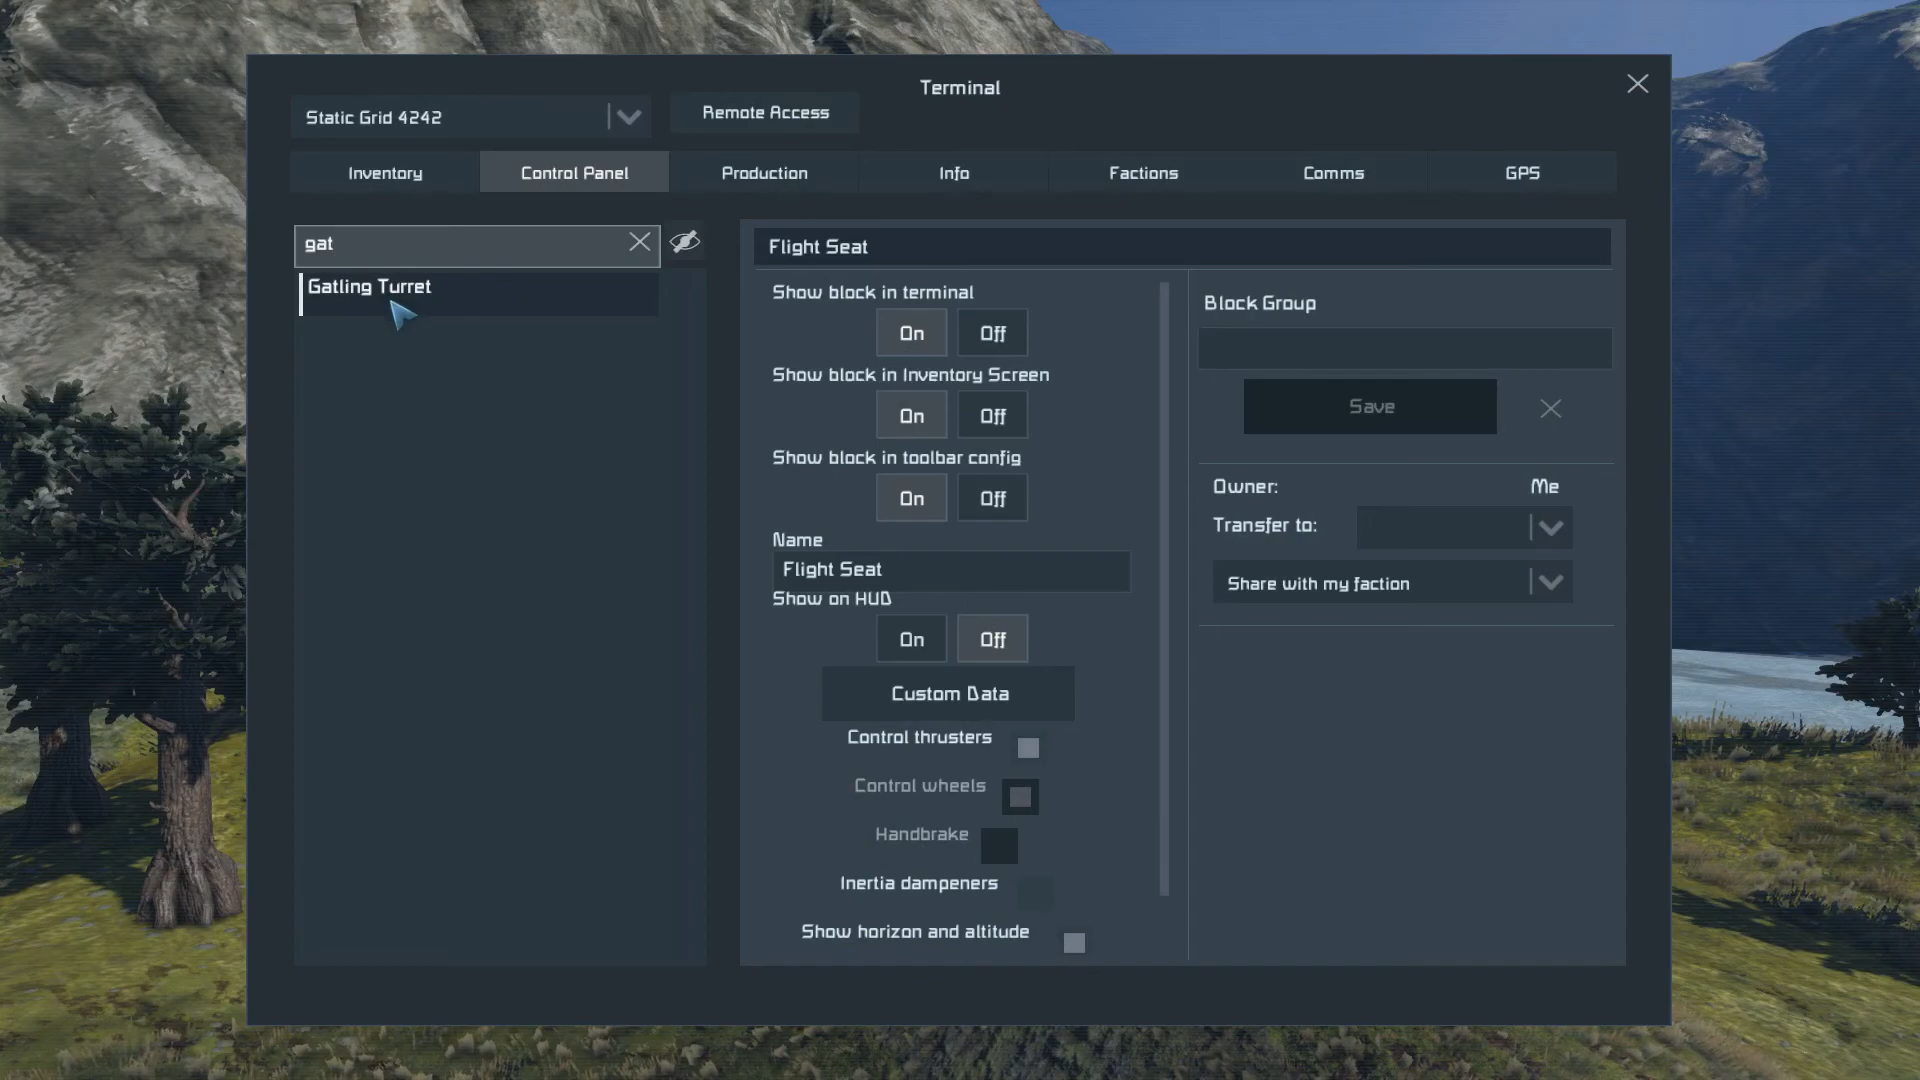 Terminal
Static Grid 4242
Remote Access
Inventory
Control Panel
Production
Info
Factions
Comms
GPS
gat
Gatling Turret
Flight Seat
Show block in terminal
On
Off
Show block in Inventory Screen
On
Off
Show block in toolbar config
On
Off
Name
Flight Seat
Show on HUD
On
Off
Custom Data
Control thrusters
Control wheels
Handbrake
Inertia dampeners
Show horizon and altitude
Block Group
Save
Owner:
Me
Transfer to:
Share with my faction